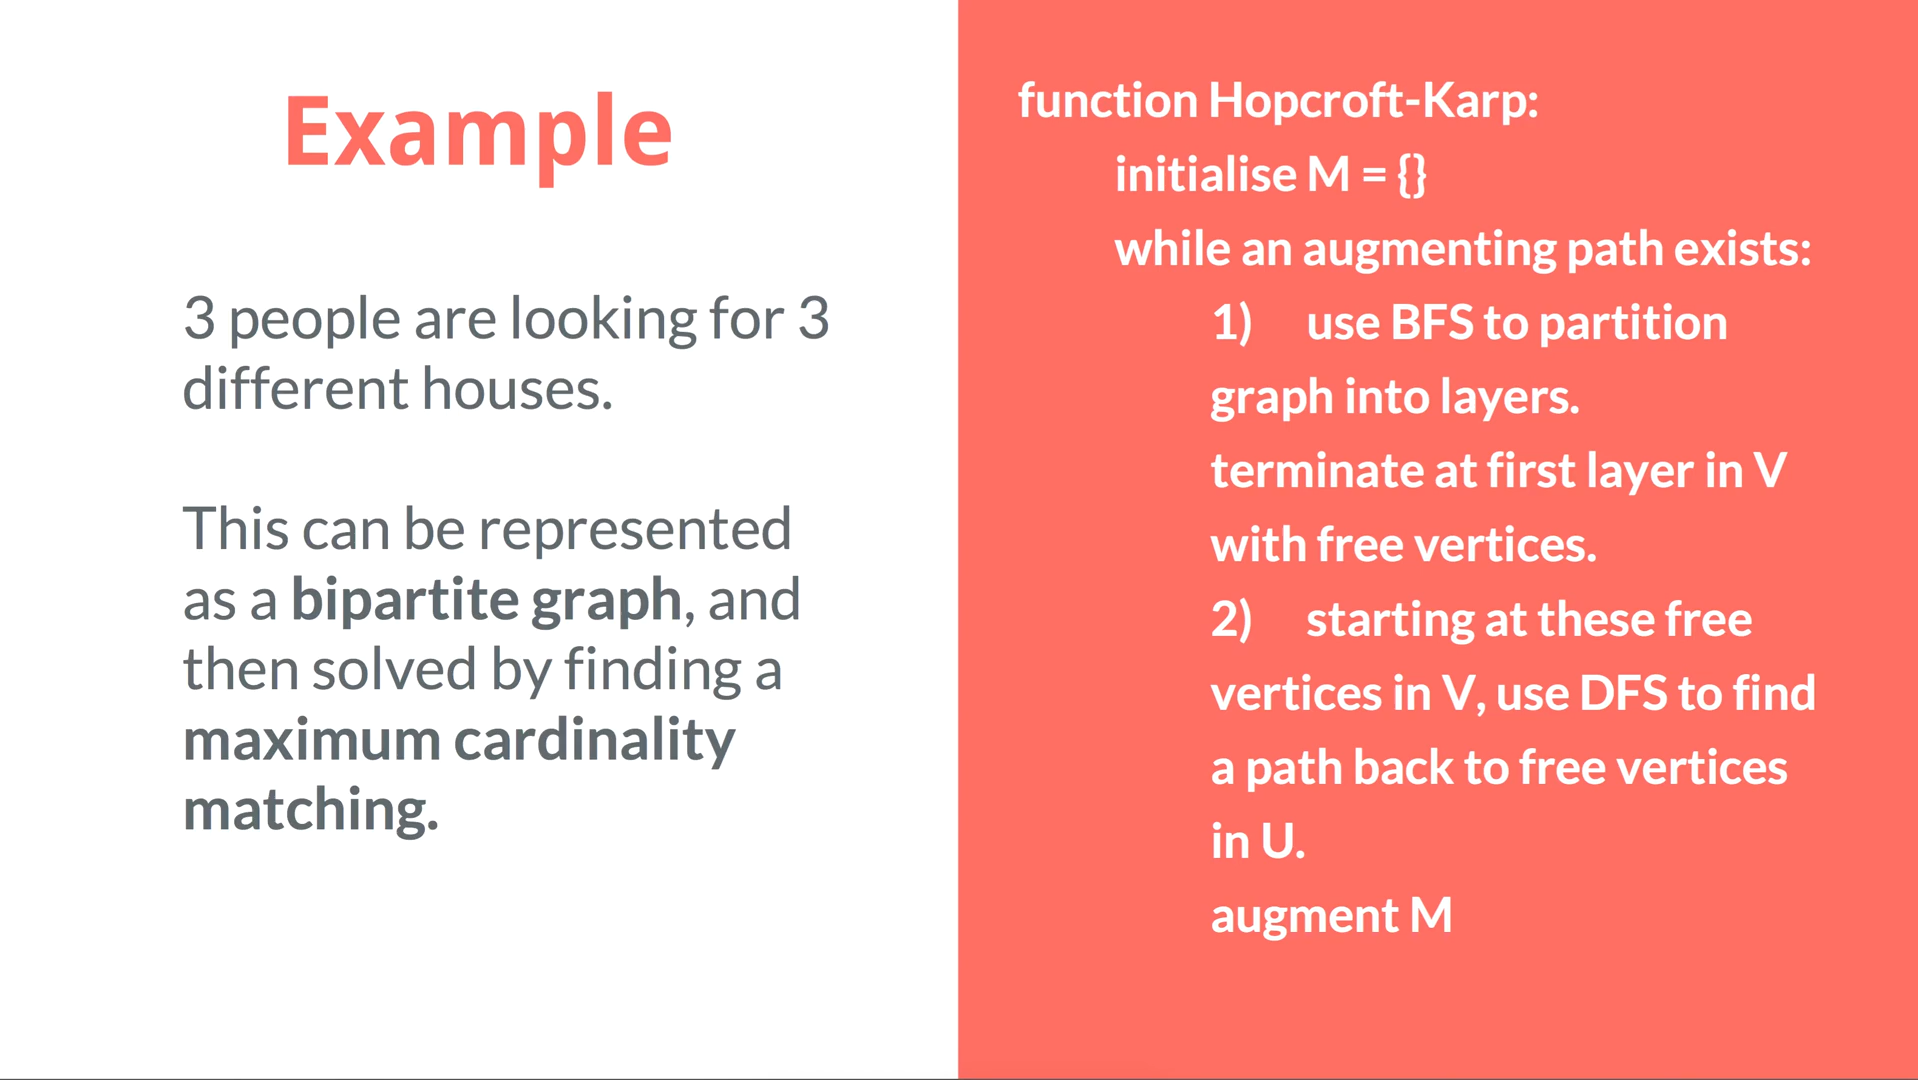 Example
3 people are looking for 3
different houses.
This can be represented
as a bipartite graph, and
then solved by finding a
maximum cardinality
matching.
function Hopcroft-Karp:
initialise M = {}
while an augmenting path exists:
1) use BFS to partition
graph into layers.
terminate at first layer in V
with free vertices.
2) starting at these free
vertices in V, use DFS to find
a path back to free vertices
in U.
augment M